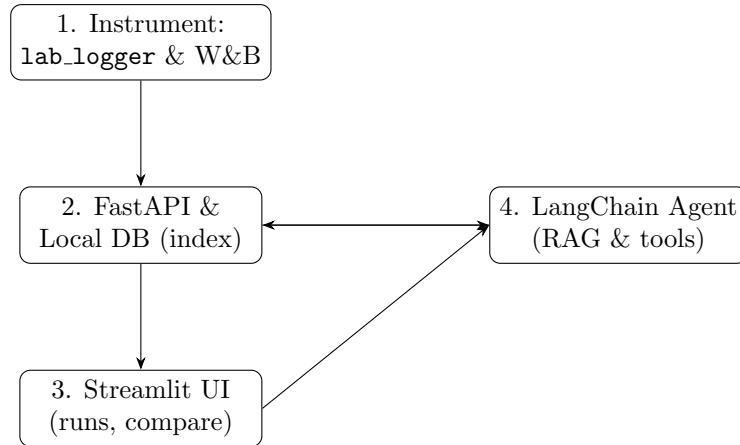 1. Instrument:
lab_logger & W&B
2. FastAPI &
Local DB (index)
4. LangChain Agent
(RAG & tools)
3. Streamlit UI
(runs, compare)